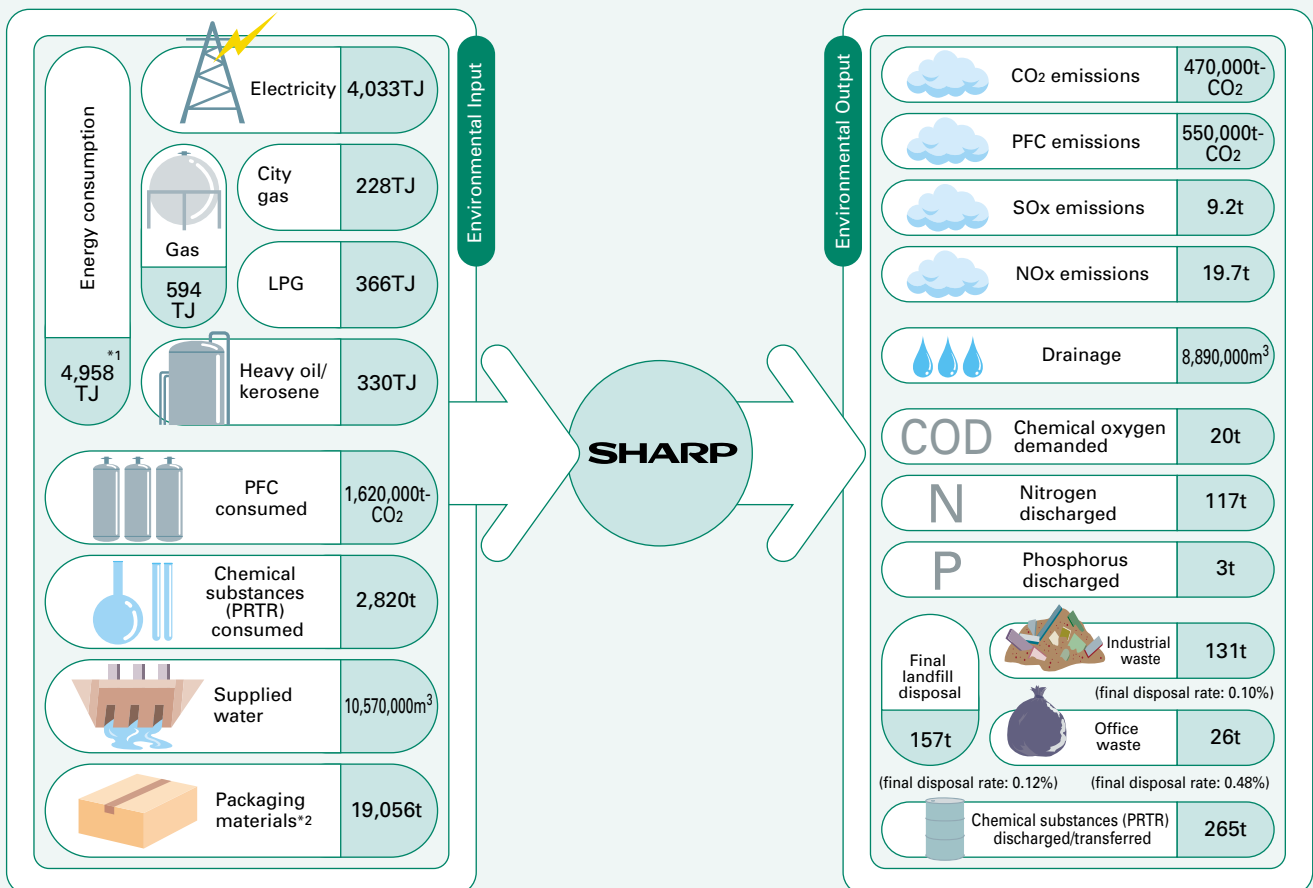 Environmental Input
Energy consumption
4,958 *1
TJ
Electricity
4,033TJ
Gas
594
TJ
City
gas
228TJ
LPG
366TJ
Heavy oil/
kerosene
330TJ
PFC
consumed
1,620,000t-
CO2
Chemical
substances
(PRTR)
consumed
2,820t
Supplied
water
10,570,000m3
Packaging
materials*2
19,056t
SHARP
Environmental Output
CO2 emissions
470,000t-
CO2
PFC emissions
550,000t-
CO2
SOx emissions
9.2t
NOx emissions
19.7t
Drainage
8,890,000m3
COD
Chemical oxygen
demanded
20t
N
Nitrogen
discharged
117t
P
Phosphorus
discharged
3t
Final
landfill
disposal
157t
(final disposal rate: 0.12%)
Industrial
waste
131t
(final disposal rate: 0.10%)
Office
waste
26t
(final disposal rate: 0.48%)
Chemical substances (PRTR)
discharged/transferred
265t